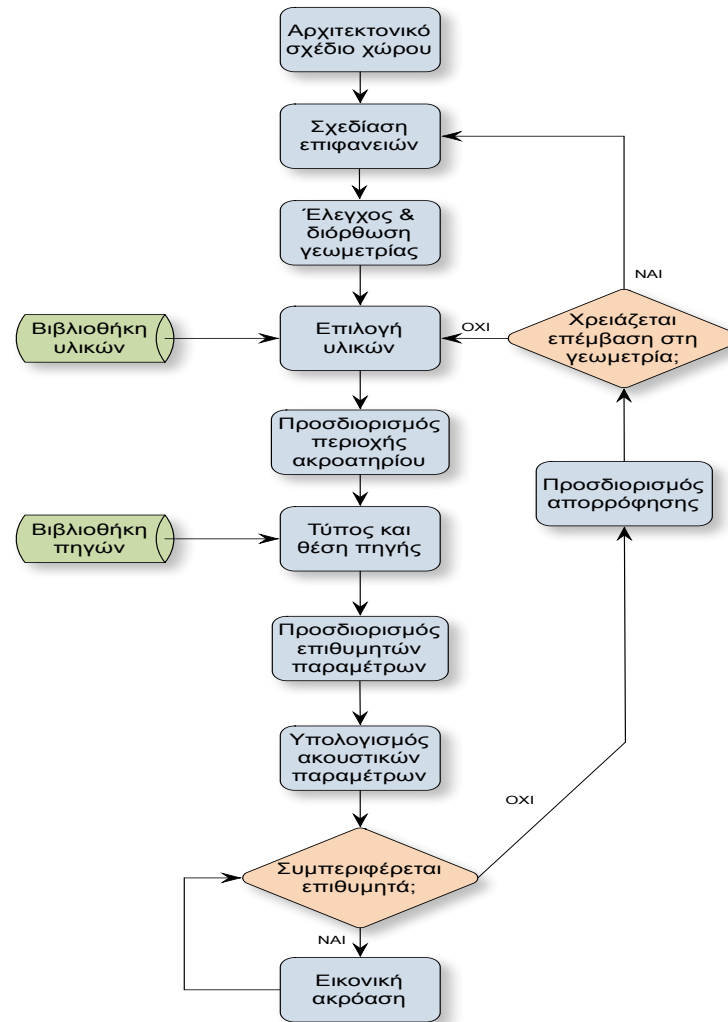 Αρχιτεκτονικό
σχέδιο χώρου
Σχεδίαση
επιφανειών
Έλεγχος &
διόρθωση
γεωμετρίας
ΝΑΙ
Βιβλιοθήκη
υλικών
Επιλογή
υλικών
ΟΧΙ
Χρειάζεται
επέμβαση στη
γεωμετρία;
Προσδιορισμός
περιοχής
ακροατηρίου
Προσδιορισμός
απορρόφησης
Βιβλιοθήκη
πηγών
Τύπος και
θέση πηγής
Προσδιορισμός
επιθυμητών
παραμέτρων
Υπολογισμός
ακουστικών
παραμέτρων
ΟΧΙ
Συμπεριφέρεται
επιθυμητά;
ΝΑΙ
Εικονική
ακρόαση